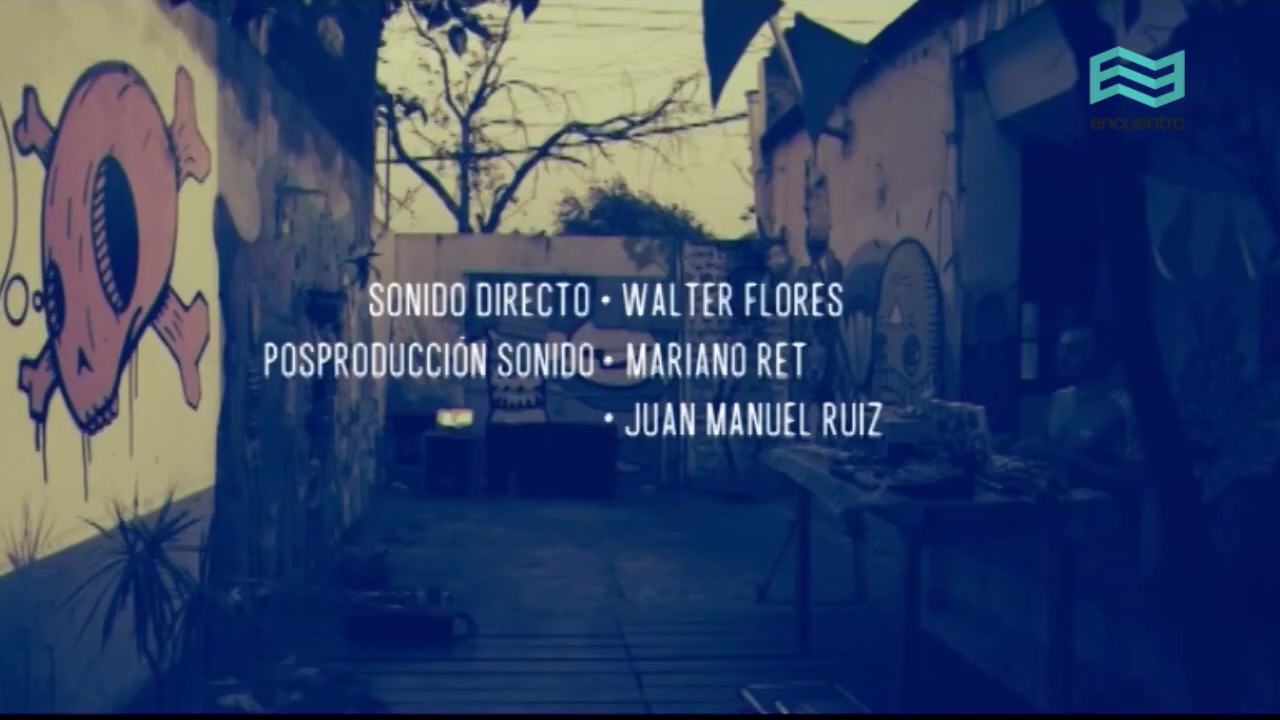 encuentro
SONIDO DIRECTO • WALTER FLORES
POSPRODUCCIÓN SONIDO • MARIANO RET
• JUAN MANUEL RUIZ